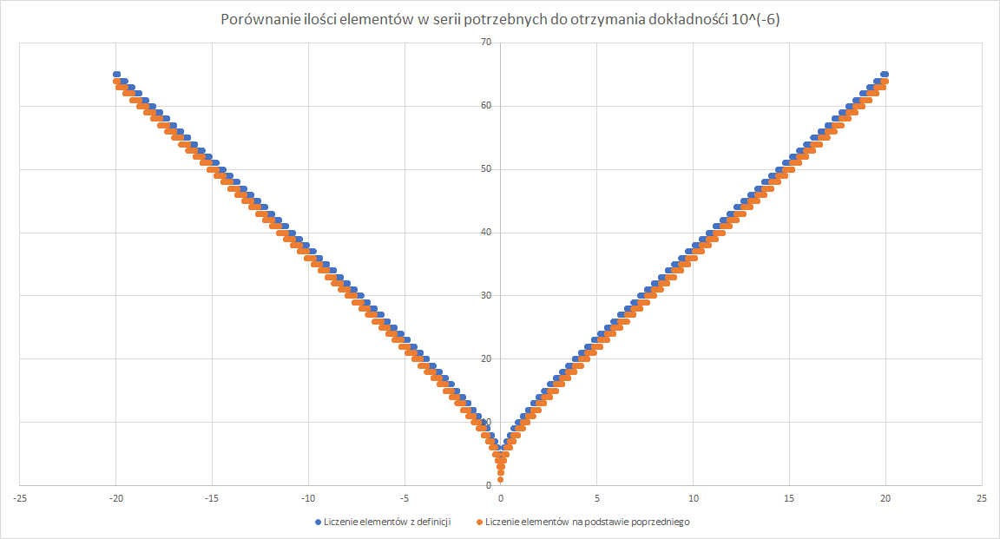 Porównanie ilości elementów w serii potrzebnych do otrzymania dokładnośći 10^(-6)
70
60
50
40
30
20
10
0
-25 -20 -15 -10 -5 0 5 10 15 20 25
Liczenie elementów z definicji Liczenie elementów na podstawie poprzedniego